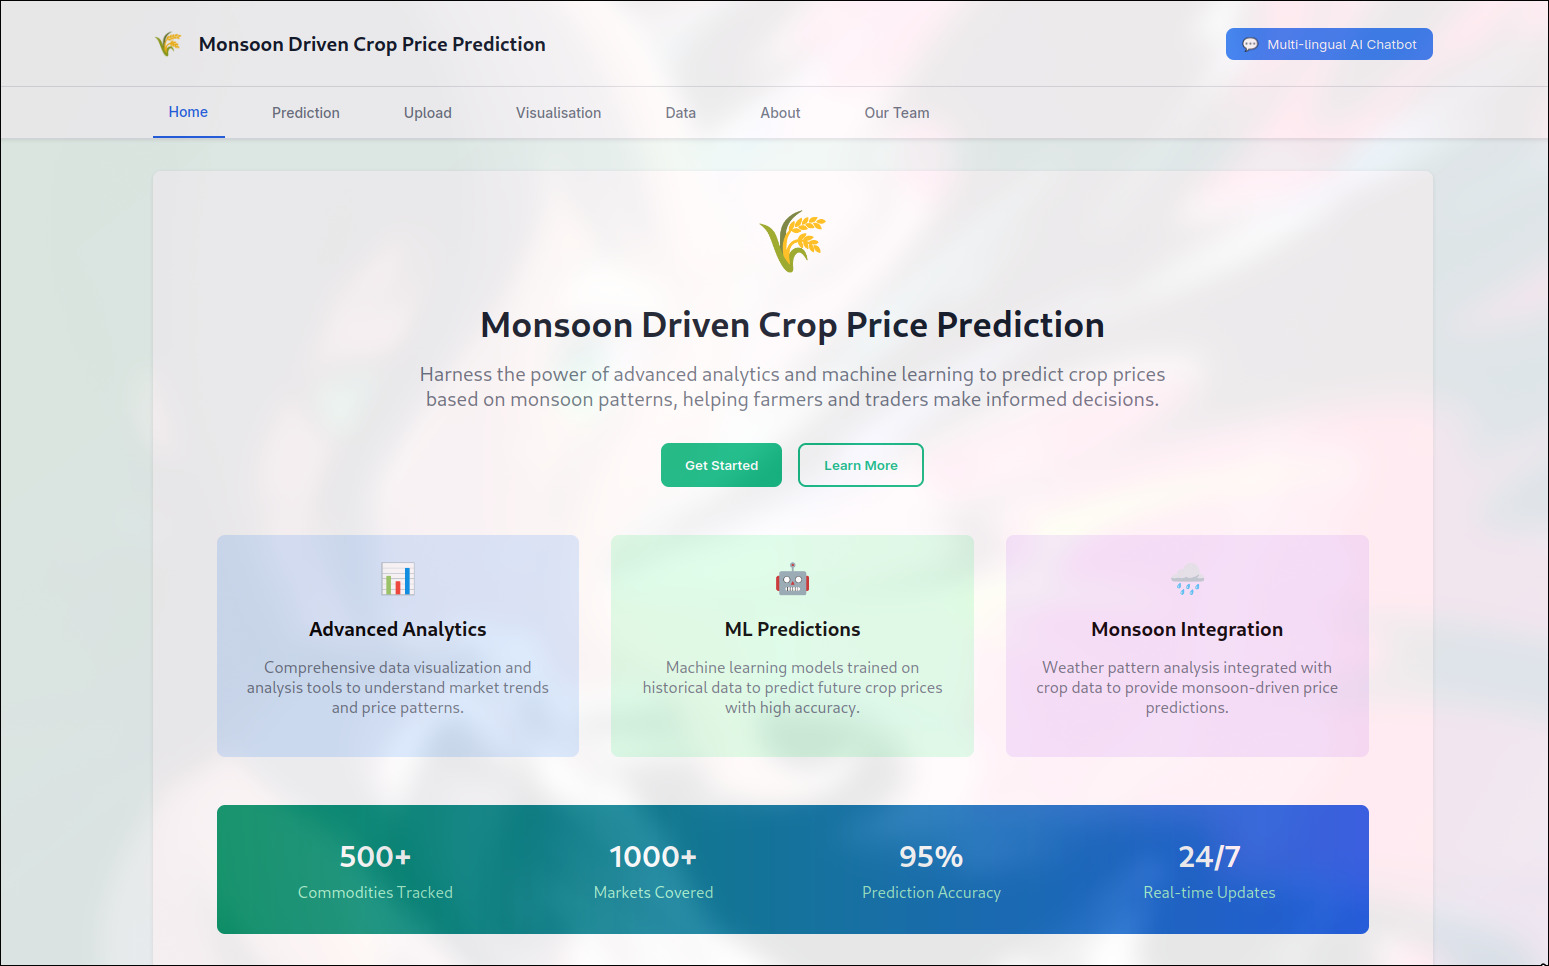 Monsoon Driven Crop Price Prediction
Multi-lingual AI Chatbot
Home
Prediction
Upload
Visualisation
Data
About
Our Team
Monsoon Driven Crop Price Prediction
Harness the power of advanced analytics and machine learning to predict crop prices
based on monsoon patterns, helping farmers and traders make informed decisions.
Get Started
Learn More
Advanced Analytics
Comprehensive data visualization and
analysis tools to understand market trends
and price patterns.
ML Predictions
Machine learning models trained on
historical data to predict future crop prices
with high accuracy.
Monsoon Integration
Weather pattern analysis integrated with
crop data to provide monsoon-driven price
predictions.
500+
Commodities Tracked
1000+
Markets Covered
95%
Prediction Accuracy
24/7
Real-time Updates